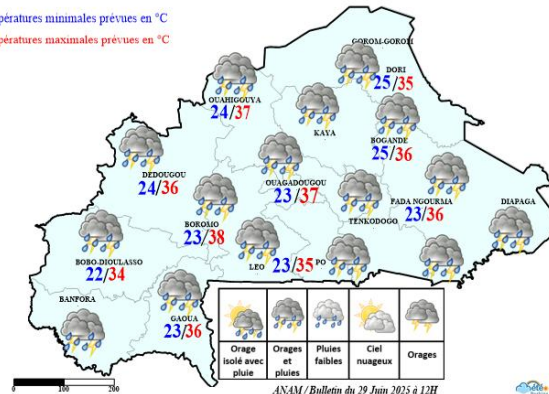 pératures minimales prévues en °C
pératures maximales prévues en °C
GOROM-GOROM
DORI
25/35
OUAHIGOUYA
24/37
KAYA
BOGANDE
25/36
DEDOUGOU
24/36
OUAGADOUGOU
23/37
FADA NGOURMA
23/36
DIAPAGA
BOROMO
23/38
TENKODOGO
BOBO-DIOULASSO
22/34
LEO
23/35
PO
BANFORA
GAOUA
23/36
Orage isolé avec pluie
Orages et pluies
Pluies faibles
Ciel nuageux
Orages
0 100 200
ANAM / Bulletin du 29 Juin 2025 à 12H